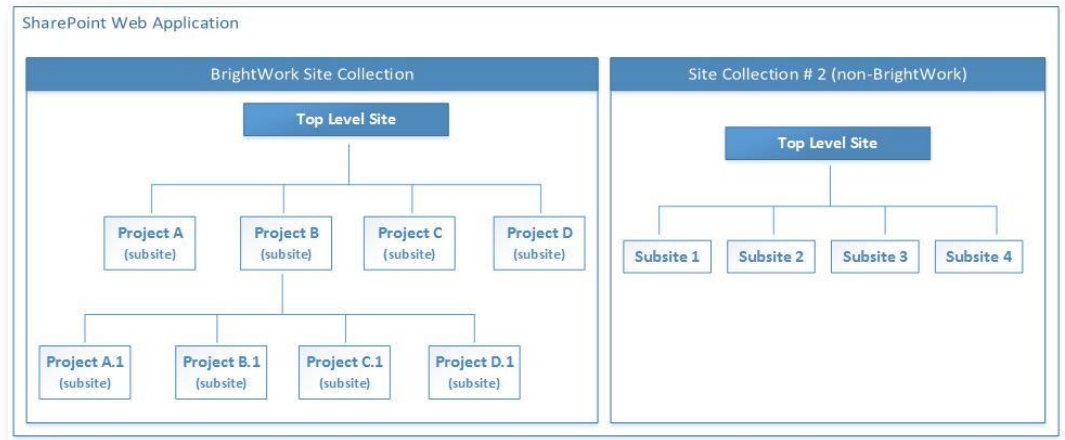 SharePoint Web Application
BrightWork Site Collection
Top Level Site
Project A
(subsite)
Project B
(subsite)
Project C
(subsite)
Project D
(subsite)
Project A.1
(subsite)
Project B.1
(subsite)
Project C.1
(subsite)
Project D.1
(subsite)
Site Collection # 2 (non-BrightWork)
Top Level Site
Subsite 1
Subsite 2
Subsite 3
Subsite 4